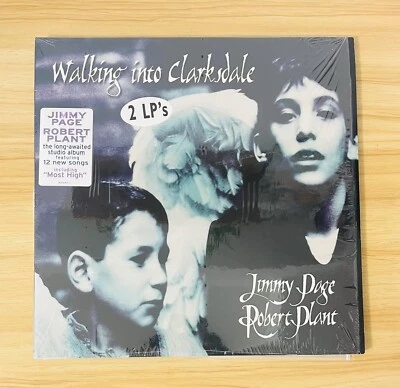 Walking into Clarksdale
2 LP's
JIMMY
PAGE
ROBERT
PLANT
the long-awaited
studio album
featuring
12 new songs
including
"Most High"
Jimmy Page
Robert Plant